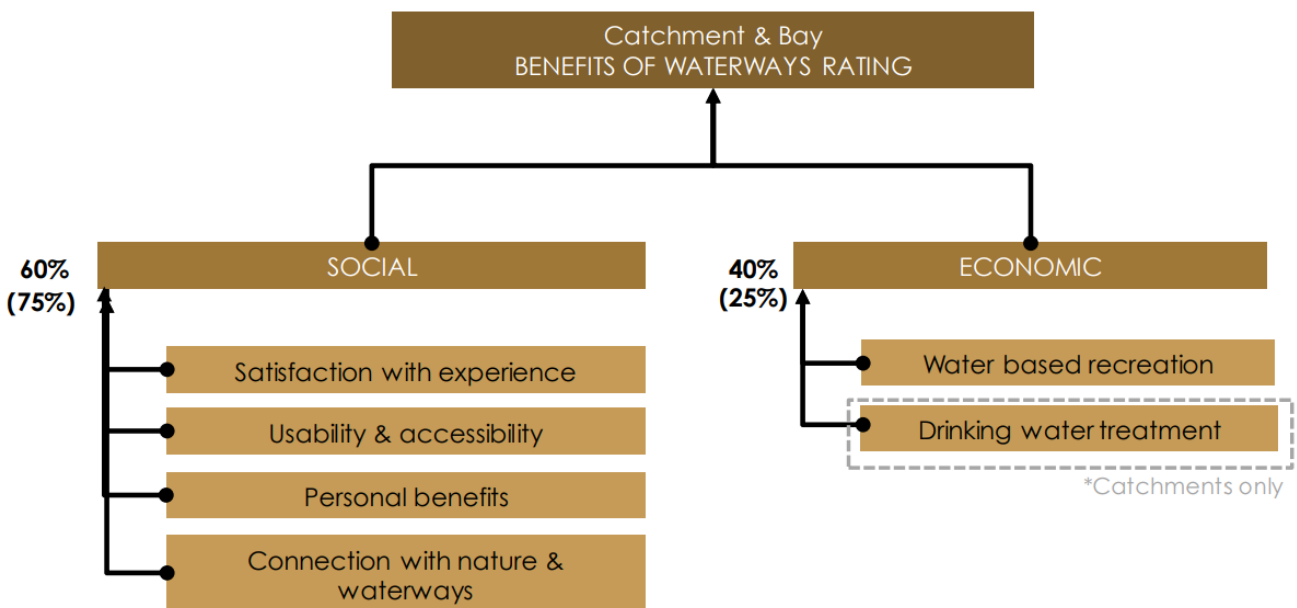 Catchment & Bay
BENEFITS OF WATERWAYS RATING
60%
(75%)
SOCIAL
Satisfaction with experience
Usability & accessibility
Personal benefits
Connection with nature &
waterways
40%
(25%)
ECONOMIC
Water based recreation
Drinking water treatment
*Catchments only